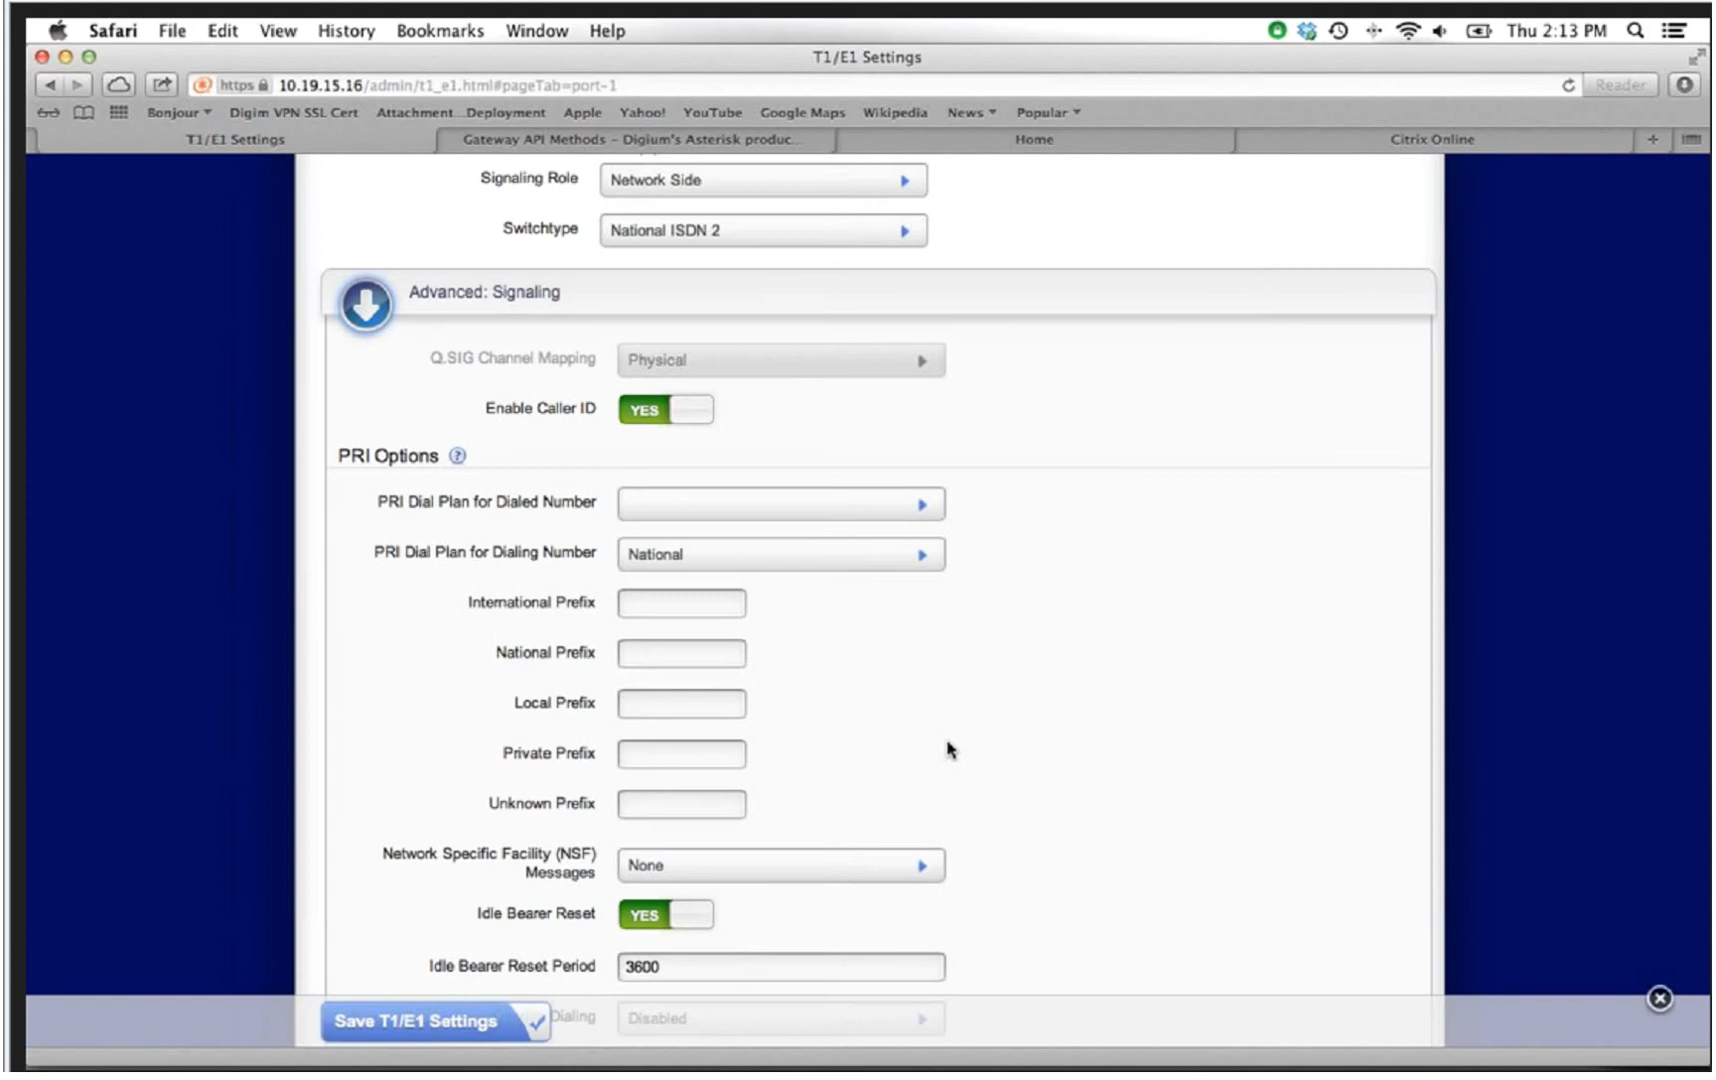 Safari File Edit View History Bookmarks Window Help Thu 2:13 PM
T1/E1 Settings
https 10.19.15.16/admin/t1_e1.html#pageTab=port-1 Reader
Bonjour Digim VPN SSL Cert Attachment...Deployment Apple Yahoo! YouTube Google Maps Wikipedia News Popular
T1/E1 Settings Gateway API Methods – Digium's Asterisk produc... Home Citrix Online
Signaling Role Network Side
Switchtype National ISDN 2
Advanced: Signaling
Q.SIG Channel Mapping Physical
Enable Caller ID YES
PRI Options ?
PRI Dial Plan for Dialed Number
PRI Dial Plan for Dialing Number National
International Prefix
National Prefix
Local Prefix
Private Prefix
Unknown Prefix
Network Specific Facility (NSF)
Messages None
Idle Bearer Reset YES
Idle Bearer Reset Period 3600
Save T1/E1 Settings Dialing Disabled